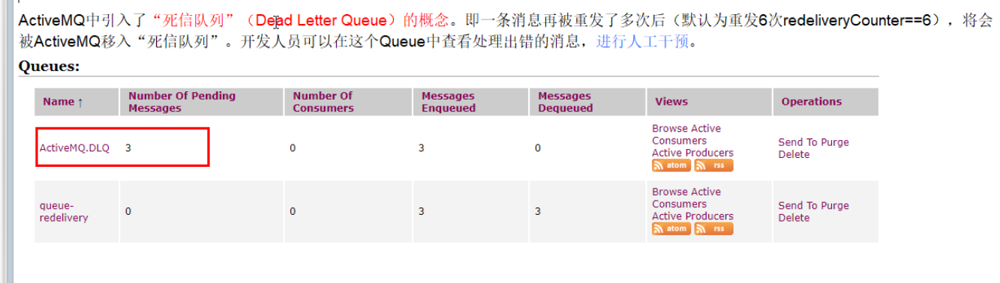 ActiveMQ中引入了“死信队列”（Dead Letter Queue）的概念。即一条消息再被重发了多次后（默认为重发6次redeliveryCounter==6），将会
被ActiveMQ移入“死信队列”。开发人员可以在这个Queue中查看处理出错的消息，进行人工干预。
Queues:
Name ↑ Number Of Pending Messages Number Of Consumers Messages Enqueued Messages Dequeued Views Operations
ActiveMQ.DLQ 3 0 3 0 Browse Active Consumers Active Producers atom rss Send To Purge Delete
queue-redelivery 0 0 3 3 Browse Active Consumers Active Producers atom rss Send To Purge Delete